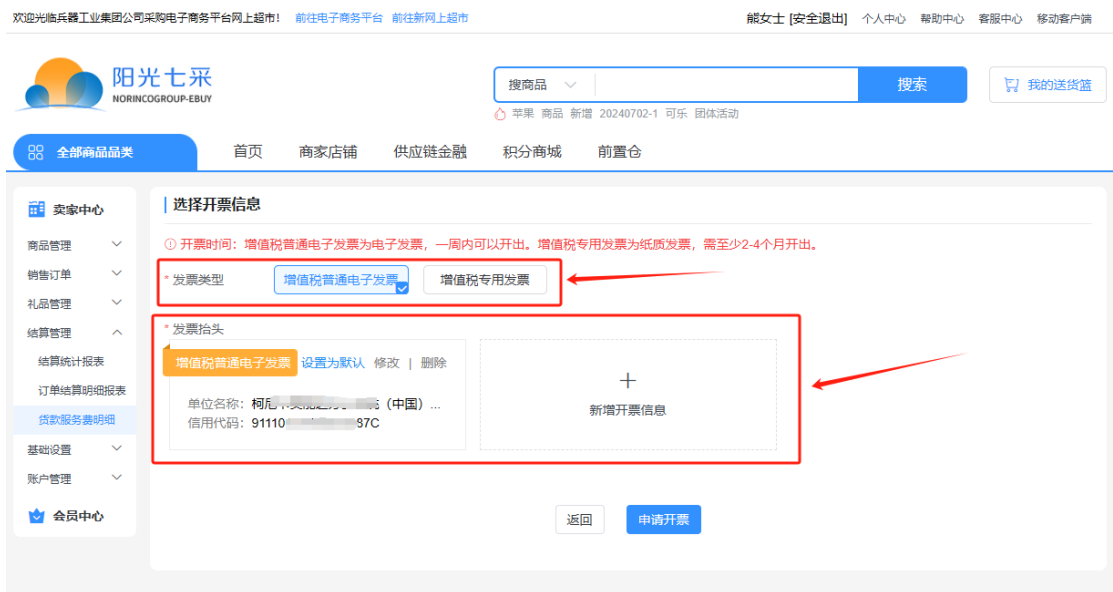 欢迎光临兵器工业集团公司采购电子商务平台网上超市！ 前往电子商务平台 前往新网上超市 熊女士 [安全退出] 个人中心 帮助中心 客服中心 移动客户端
阳光七采
NORINCOGROUP-EBUY
搜商品 搜索 我的送货篮
苹果 商品 新增 20240702-1 可乐 团体活动
全部商品品类 首页 商家店铺 供应链金融 积分商城 前置仓
卖家中心
商品管理
销售订单
礼品管理
结算管理
结算统计报表
订单结算明细报表
货款服务费明细
基础设置
账户管理
会员中心
选择开票信息
开票时间：增值税普通电子发票为电子发票，一周内可以开出。增值税专用发票为纸质发票，需至少2-4个月开出。
* 发票类型 增值税普通电子发票 增值税专用发票
* 发票抬头
增值税普通电子发票 设置为默认 修改 | 删除
单位名称：柯尼 （中国）...
信用代码：91110 87C
+
新增开票信息
返回 申请开票